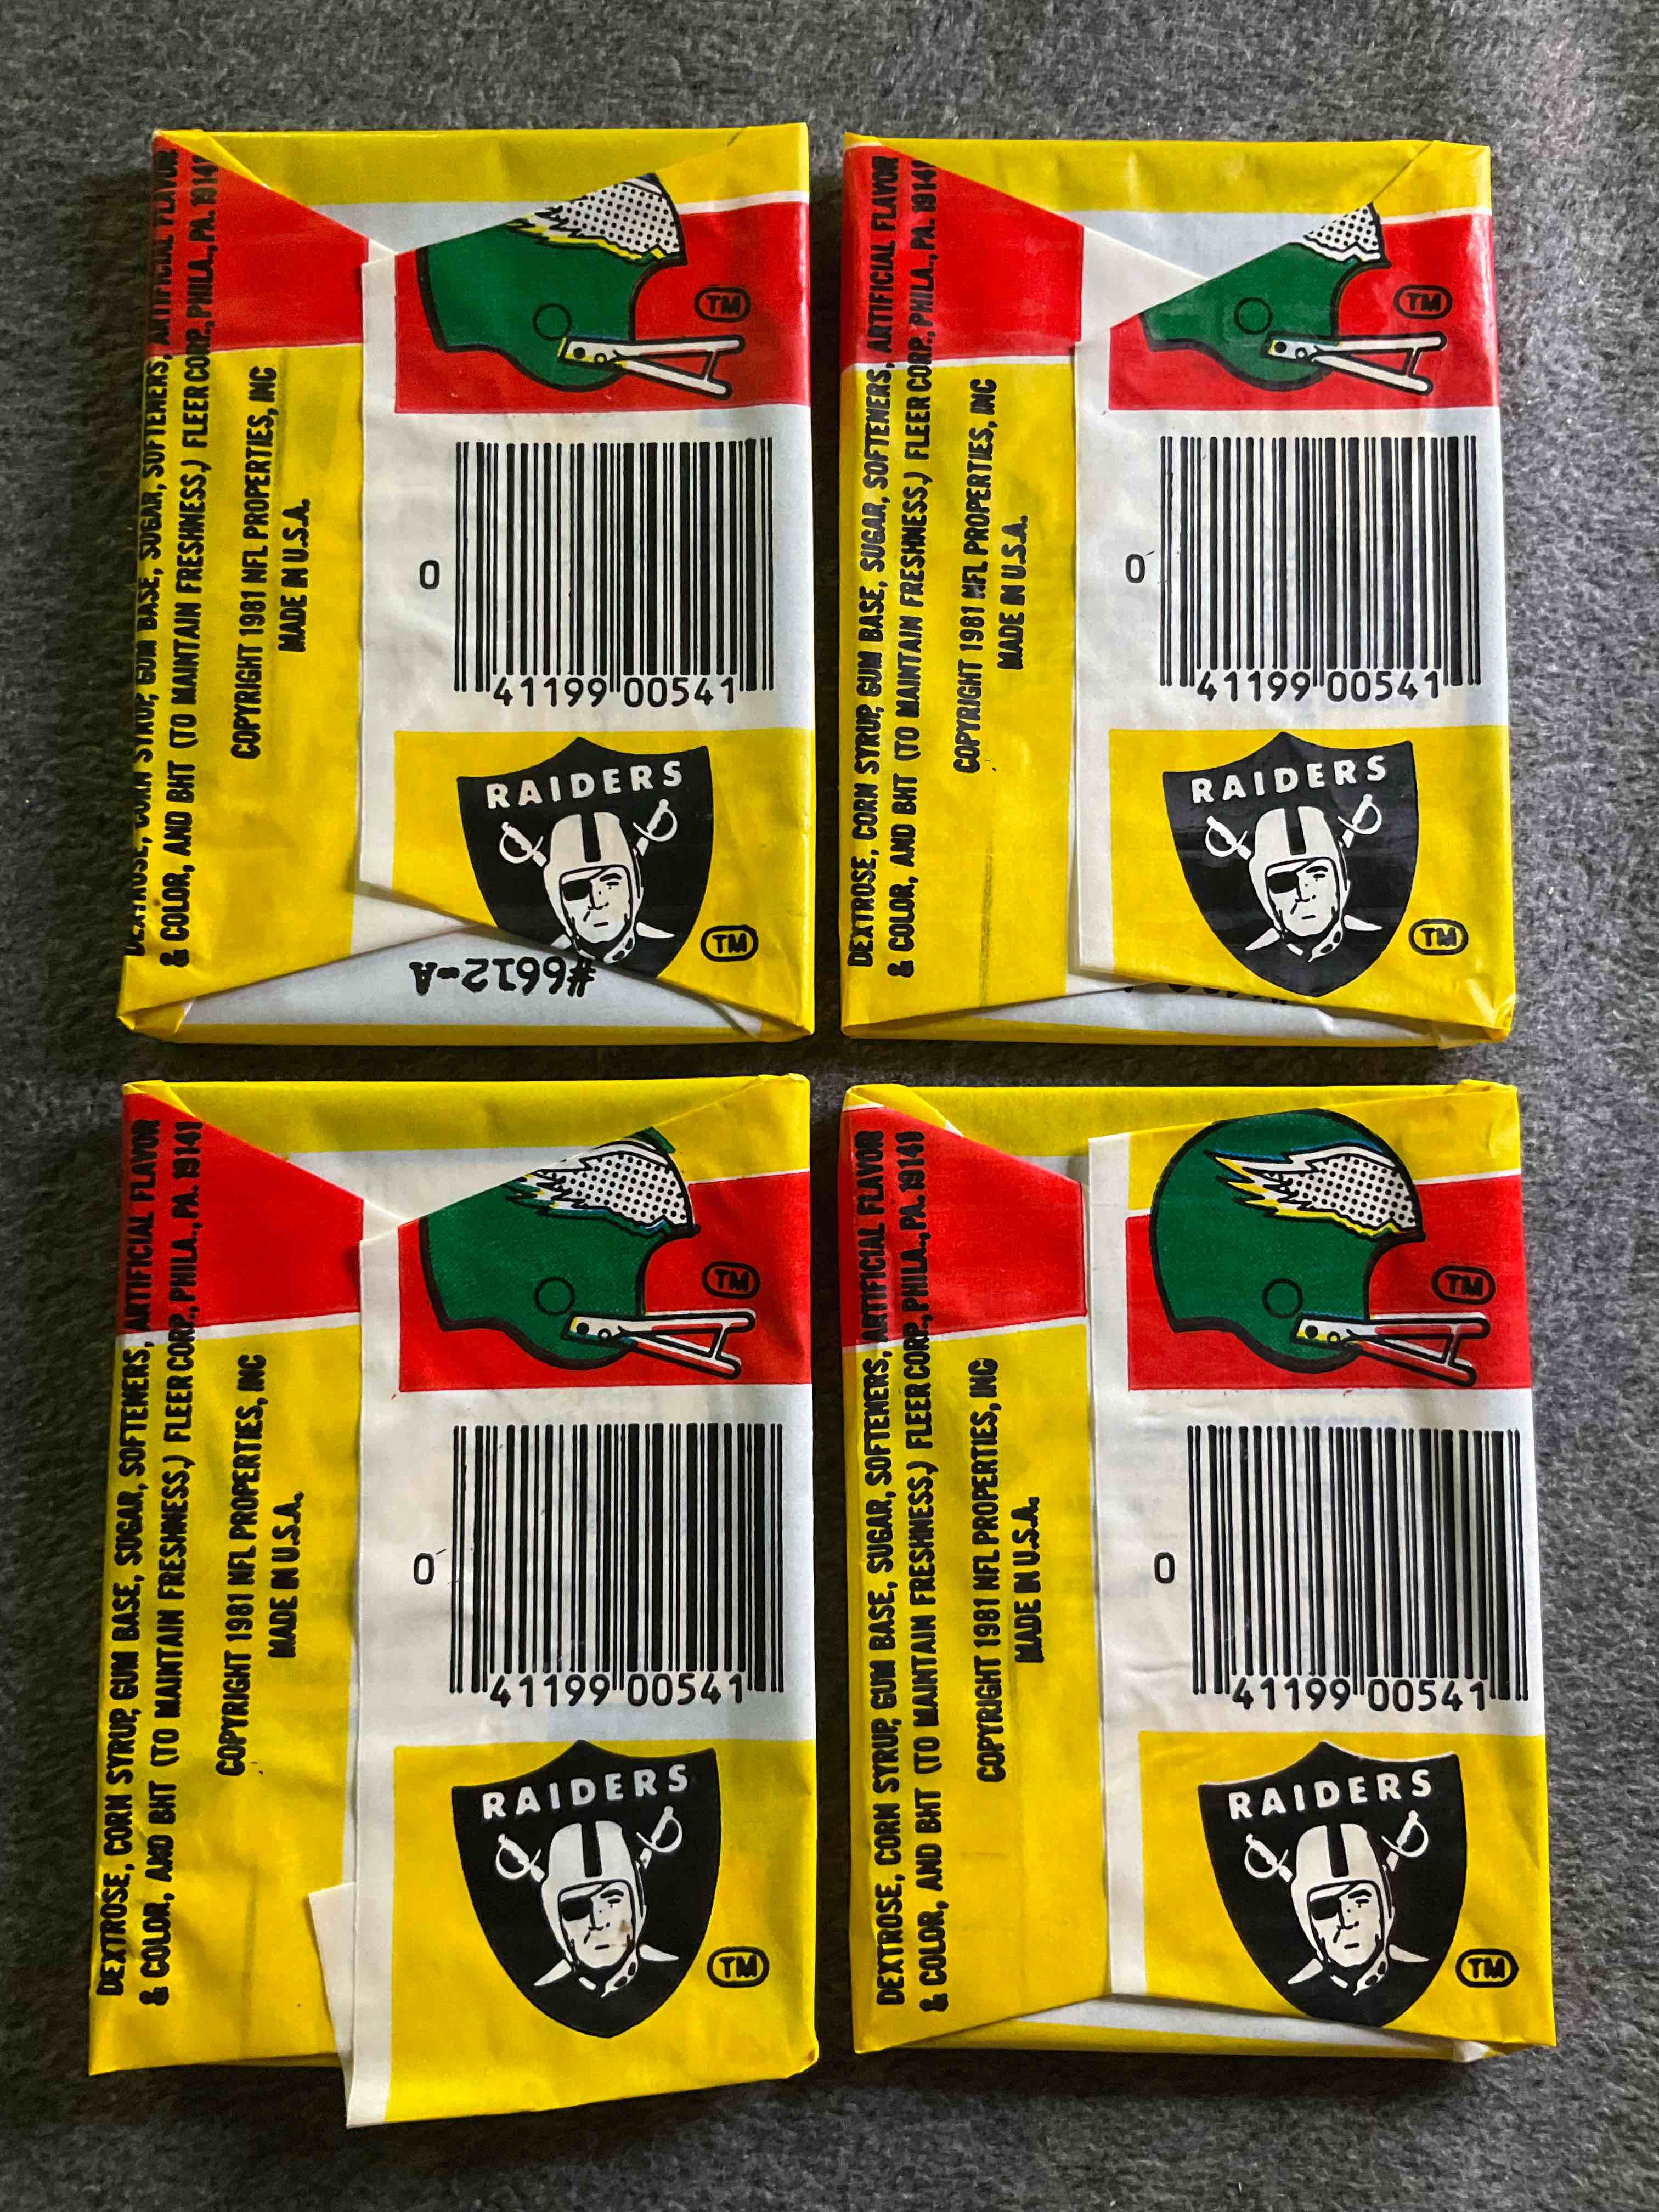 DEXTROSE, CORN SYRUP, GUM BASE, SUGAR, SOFTENERS, ARTIFICIAL FLAVOR
& COLOR, AND BHT (TO MAINTAIN FRESHNESS.) FLEER CORP., PHILA., PA. 19141
COPYRIGHT 1981 NFL PROPERTIES, INC
MADE IN U.S.A.
TM
0
41199 00541
RAIDERS
TM
#6612-A
DEXTROSE, CORN SYRUP, GUM BASE, SUGAR, SOFTENERS, ARTIFICIAL FLAVOR
& COLOR, AND BHT (TO MAINTAIN FRESHNESS.) FLEER CORP., PHILA., PA. 19141
COPYRIGHT 1981 NFL PROPERTIES, INC
MADE IN U.S.A.
TM
0
41199 00541
RAIDERS
TM
DEXTROSE, CORN SYRUP, GUM BASE, SUGAR, SOFTENERS, ARTIFICIAL FLAVOR
& COLOR, AND BHT (TO MAINTAIN FRESHNESS.) FLEER CORP., PHILA., PA. 19141
COPYRIGHT 1981 NFL PROPERTIES, INC
MADE IN U.S.A.
TM
0
41199 00541
RAIDERS
TM
DEXTROSE, CORN SYRUP, GUM BASE, SUGAR, SOFTENERS, ARTIFICIAL FLAVOR
& COLOR, AND BHT (TO MAINTAIN FRESHNESS.) FLEER CORP., PHILA., PA. 19141
COPYRIGHT 1981 NFL PROPERTIES, INC
MADE IN U.S.A.
TM
0
41199 00541
RAIDERS
TM